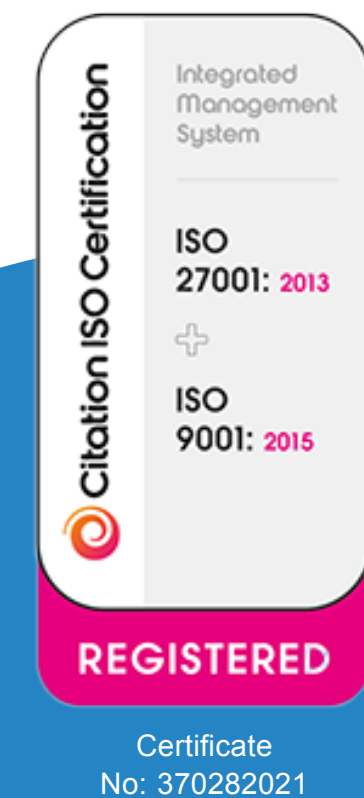 Citation ISO Certification
Integrated
Management
System
ISO
27001: 2013
ISO
9001: 2015
REGISTERED
Certificate
No: 370282021